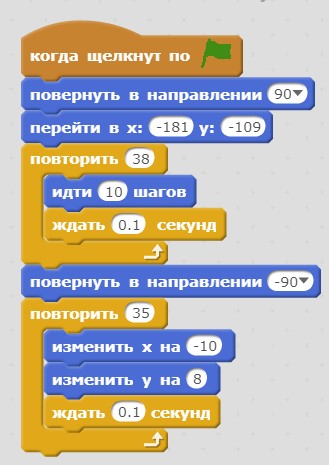 когда щелкнут по
повернуть в направлении 90
перейти в x: -181 y: -109
повторить 38
идти 10 шагов
ждать 0.1 секунд
повернуть в направлении -90
повторить 35
изменить х на -10
изменить у на 8
ждать 0.1 секунд